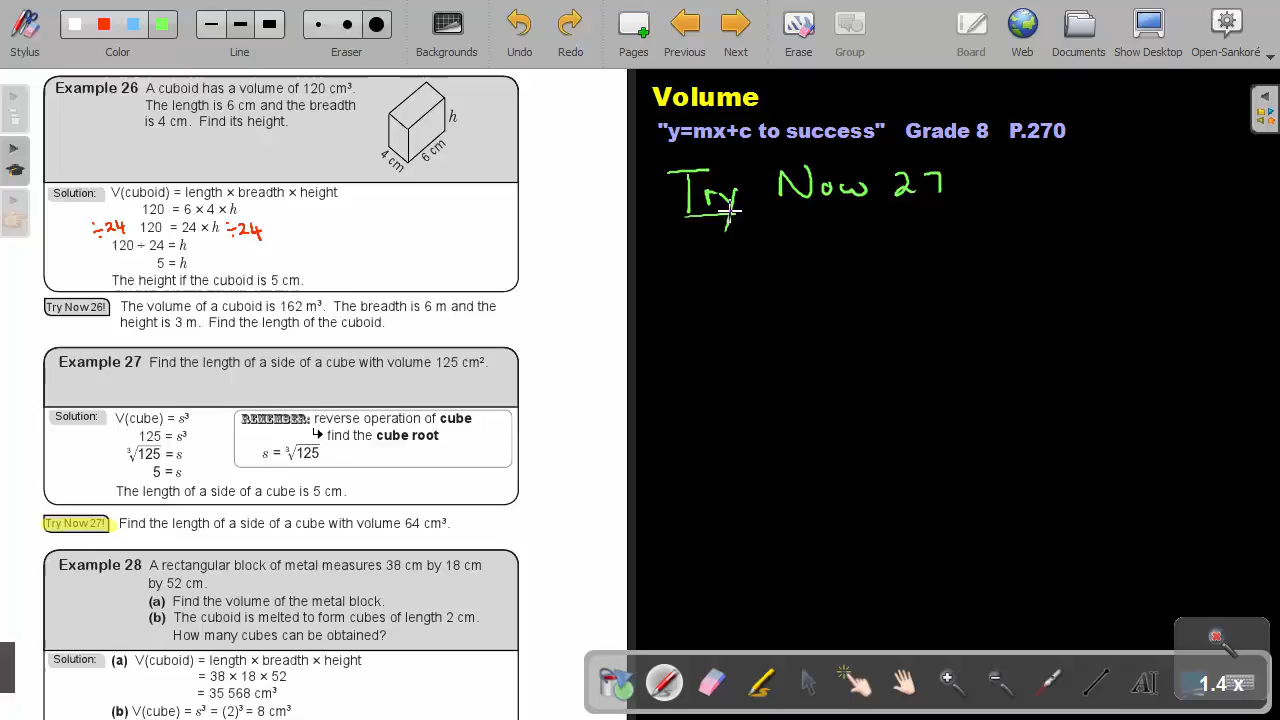 Stylus
Color
Line
Eraser
Backgrounds
Undo
Redo
Pages
Previous
Next
Erase
Group
Board
Web
Documents
Show Desktop
Open-Sankoré
Example 26 A cuboid has a volume of 120 cm³.
The length is 6 cm and the breadth
is 4 cm. Find its height.
h
4 cm
6 cm
Solution: V(cuboid) = length × breadth × height
120 = 6 × 4 × h
÷24 120 = 24 × h ÷24
120 ÷ 24 = h
5 = h
The height if the cuboid is 5 cm.
Try Now 26! The volume of a cuboid is 162 m³. The breadth is 6 m and the
height is 3 m. Find the length of the cuboid.
Example 27 Find the length of a side of a cube with volume 125 cm².
Solution: V(cube) = s³
125 = s³
∛125 = s
5 = s
REMEMBER: reverse operation of cube
find the cube root
s = ∛125
The length of a side of a cube is 5 cm.
Try Now 27! Find the length of a side of a cube with volume 64 cm³.
Example 28 A rectangular block of metal measures 38 cm by 18 cm
by 52 cm.
(a) Find the volume of the metal block.
(b) The cuboid is melted to form cubes of length 2 cm.
How many cubes can be obtained?
Solution: (a) V(cuboid) = length × breadth × height
= 38 × 18 × 52
= 35 568 cm³
(b) V(cube) = s³ = (2)³ = 8 cm³
Volume
"y=mx+c to success" Grade 8 P.270
Try Now 27
1.4 x